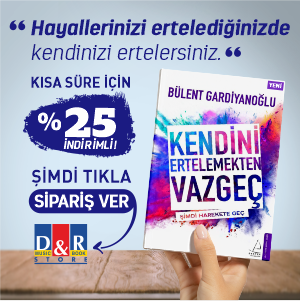 “ Hayallerinizi ertelediğinizde
kendinizi ertelersiniz. “
KISA SÜRE İÇİN
%25
İNDİRİMLİ!
ŞİMDİ TIKLA
SİPARİŞ VER
D&R
MUSIC BOOK
STORE
YENİ
BÜLENT GARDİYANOĞLU
KENDİNİ
ERTELEMEKTEN
VAZGEÇ
ŞİMDİ HAREKETE GEÇ